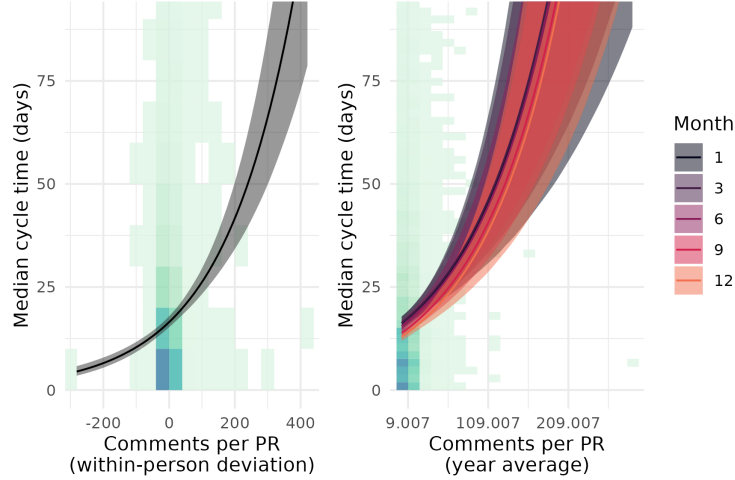 Median cycle time (days)
75
50
25
0
-200
0
200
400
Comments per PR
(within-person deviation)
Median cycle time (days)
75
50
25
0
9.007
109.007
209.007
Comments per PR
(year average)
Month
1
3
6
9
12